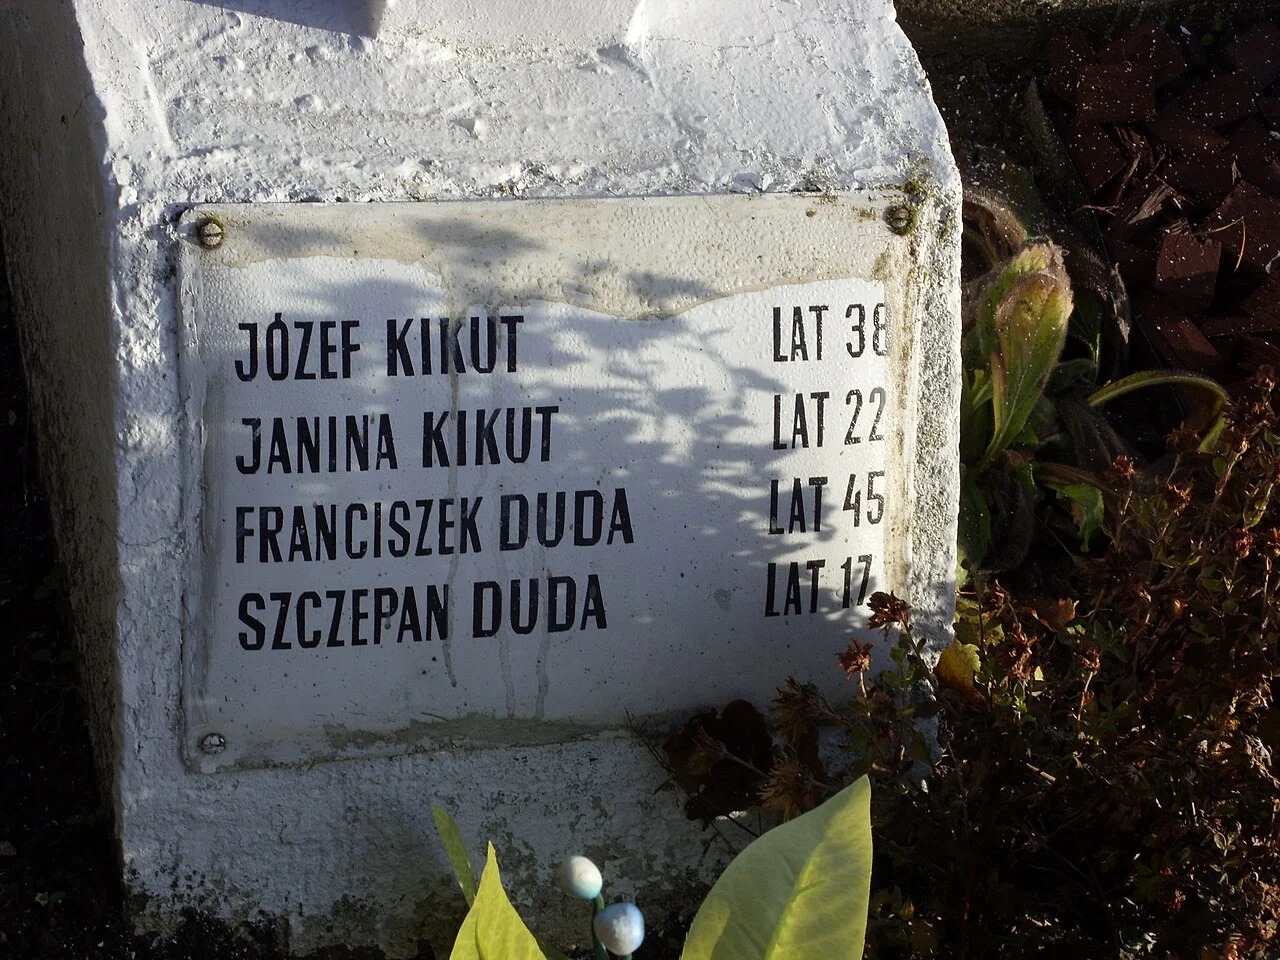 JÓZEF KIKUT LAT 38
JANINA KIKUT LAT 22
FRANCISZEK DUDA LAT 45
SZCZEPAN DUDA LAT 17